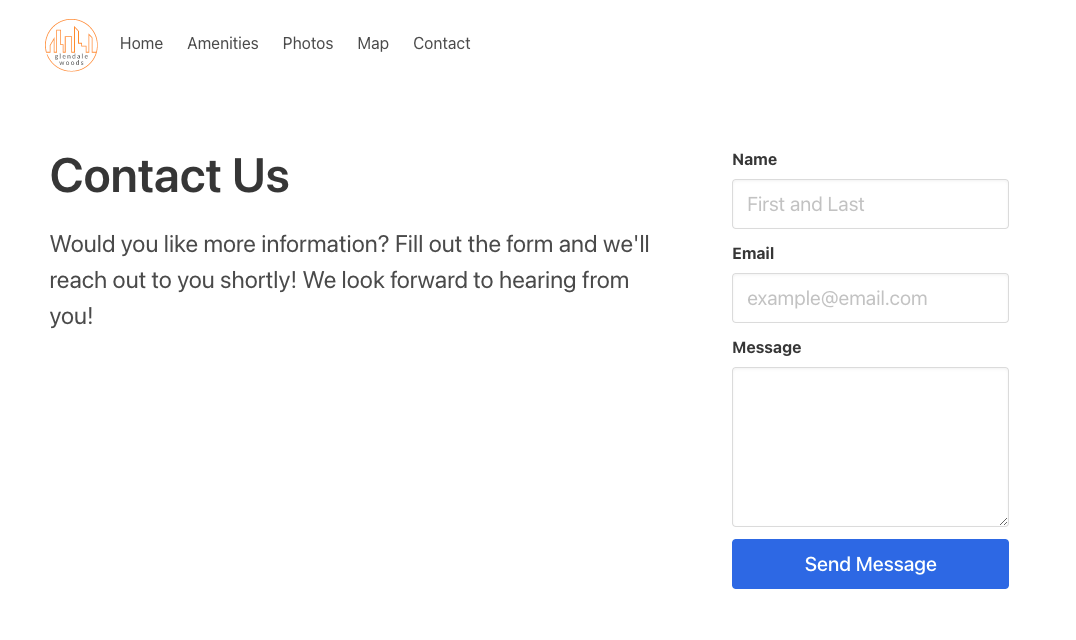 glendale
woods
Home Amenities Photos Map Contact
Contact Us
Would you like more information? Fill out the form and we'll
reach out to you shortly! We look forward to hearing from
you!
Name
First and Last
Email
example@email.com
Message
Send Message